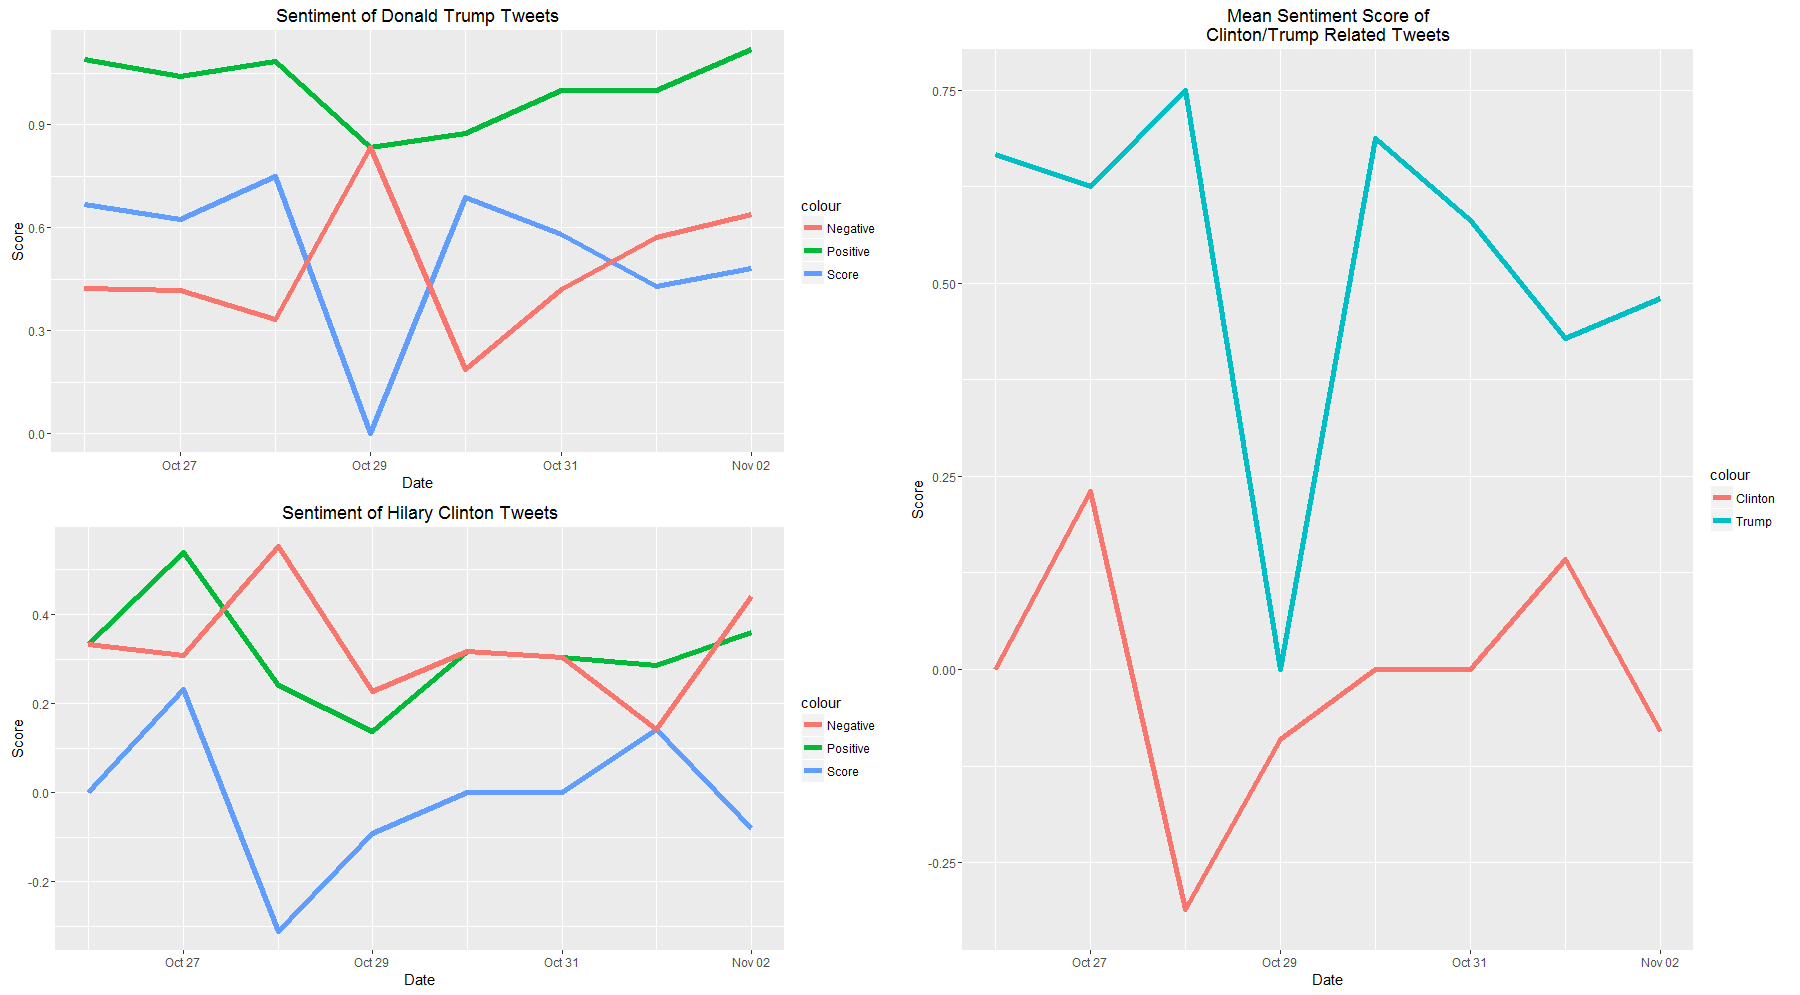 Sentiment of Donald Trump Tweets
0.9
0.6
0.3
0.0
Score
Oct 27
Oct 29
Oct 31
Nov 02
Date
colour
Negative
Positive
Score
Sentiment of Hilary Clinton Tweets
0.4
0.2
0.0
-0.2
Score
Oct 27
Oct 29
Oct 31
Nov 02
Date
colour
Negative
Positive
Score
Mean Sentiment Score of
Clinton/Trump Related Tweets
0.75
0.50
0.25
0.00
-0.25
Score
Oct 27
Oct 29
Oct 31
Nov 02
Date
colour
Clinton
Trump